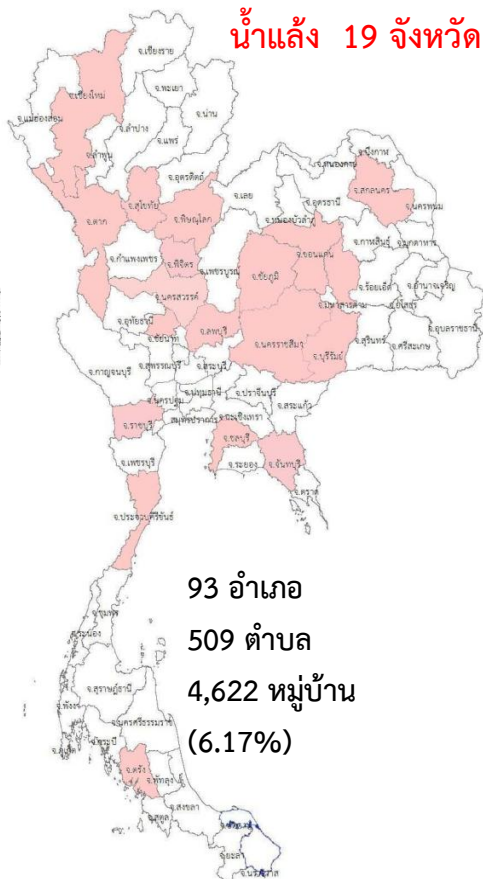 น้ำแล้ง 19 จังหวัด
จ.เชียงราย
จ.เชียงใหม่
จ.พะเยา
จ.แม่ฮ่องสอน
จ.น่าน
จ.ลำปาง
จ.แพร่
จ.ลำพูน
จ.อุตรดิตถ์
จ.เลย
จ.อุดรธานี
จ.สกลนคร
จ.นครพนม
จ.ตาก
จ.สุโขทัย
จ.พิษณุโลก
จ.หนองบัวลำภู
จ.กาฬสินธุ์
จ.มุกดาหาร
จ.กำแพงเพชร
จ.พิจิตร
จ.เพชรบูรณ์
จ.ชัยภูมิ
จ.ขอนแก่น
จ.ร้อยเอ็ด
จ.อำนาจเจริญ
จ.นครสวรรค์
จ.มหาสารคาม
จ.ยโสธร
จ.อุทัยธานี
จ.ชัยนาท
จ.ลพบุรี
จ.นครราชสีมา
จ.บุรีรัมย์
จ.สุรินทร์
จ.ศรีสะเกษ
จ.อุบลราชธานี
จ.กาญจนบุรี
จ.สุพรรณบุรี
จ.สระบุรี
จ.นครปฐม
จ.ปทุมธานี
จ.ปราจีนบุรี
จ.สระแก้ว
จ.ราชบุรี
สมุทรปราการ
จ.ฉะเชิงเทรา
จ.ชลบุรี
จ.เพชรบุรี
จ.ระยอง
จ.จันทบุรี
จ.ตราด
จ.ประจวบคีรีขันธ์
93 อำเภอ
509 ตำบล
4,622 หมู่บ้าน
(6.17%)
จ.ชุมพร
จ.ระนอง
จ.สุราษฎร์ธานี
จ.พังงา
จ.นครศรีธรรมราช
จ.กระบี่
จ.ภูเก็ต
จ.ตรัง
จ.พัทลุง
จ.สงขลา
จ.สตูล
จ.ยะลา